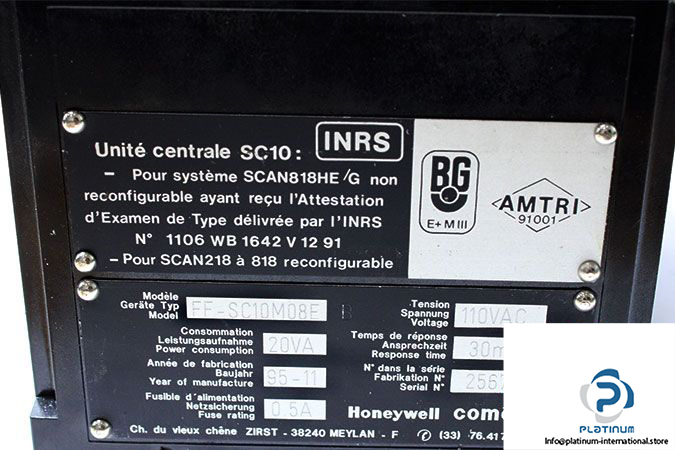 Unité centrale SC10: INRS
– Pour système SCAN818HE/G non
reconfigurable ayant reçu l'Attestation
d'Examen de Type délivrée par l'INRS
N° 1106 WB 1642 V 12 91
– Pour SCAN218 à 818 reconfigurable
BG
E+M III
AMTRI
91001
Modèle
Geräte Typ
Model
FF-SC10M08E B
Tension
Spannung
Voltage
110VAC
Consommation
Leistungsaufnahme
Power consumption
20VA
Temps de réponse
Ansprechzeit
Response time
Année de fabrication
Baujahr
Year of manufacture
95-11
N° dans la série
Fabrikation N°
Serial N°
Fusible d'alimentation
Netzsicherung
Fuse rating
0.5A
Honeywell
Ch. du vieux chêne ZIRST - 38240 MEYLAN - F
PLATINUM
info@platinum-international.store